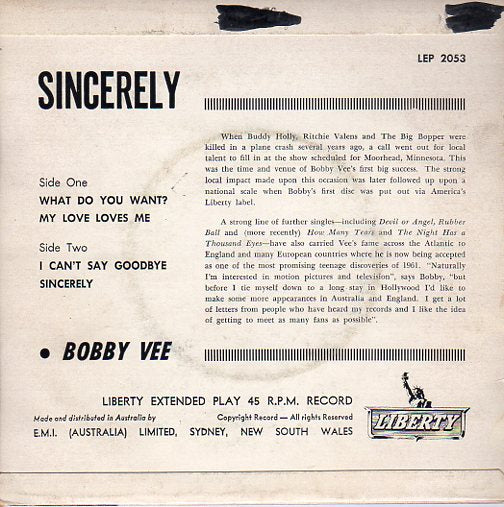 LEP 2053
SINCERELY
Side One
WHAT DO YOU WANT?
MY LOVE LOVES ME
Side Two
I CAN'T SAY GOODBYE
SINCERELY
When Buddy Holly, Ritchie Valens and The Big Bopper were
killed in a plane crash several years ago, a call went out for local
talent to fill in at the show scheduled for Moorhead, Minnesota. This
was the time and venue of Bobby Vee's first big success. The strong
local impact made upon this occasion was later followed up upon a
national scale when Bobby's first disc was put out via America's
Liberty label.
A strong line of further singles—including Devil or Angel, Rubber
Ball and (more recently) How Many Tears and The Night Has a
Thousand Eyes—have also carried Vee's fame across the Atlantic to
England and many European countries where he is now being accepted
as one of the most promising teenage discoveries of 1961. "Naturally
I'm interested in motion pictures and television", says Bobby, "but
before I tie myself down to a long stay in Hollywood I'd like to
make some more appearances in Australia and England. I get a lot
of letters from people who have heard my records and I like the idea
of getting to meet as many fans as possible".
• BOBBY VEE
LIBERTY EXTENDED PLAY 45 R.P.M. RECORD
Made and distributed in Australia by Copyright Record — All rights Reserved
E.M.I. (AUSTRALIA) LIMITED, SYDNEY, NEW SOUTH WALES
LIBERTY